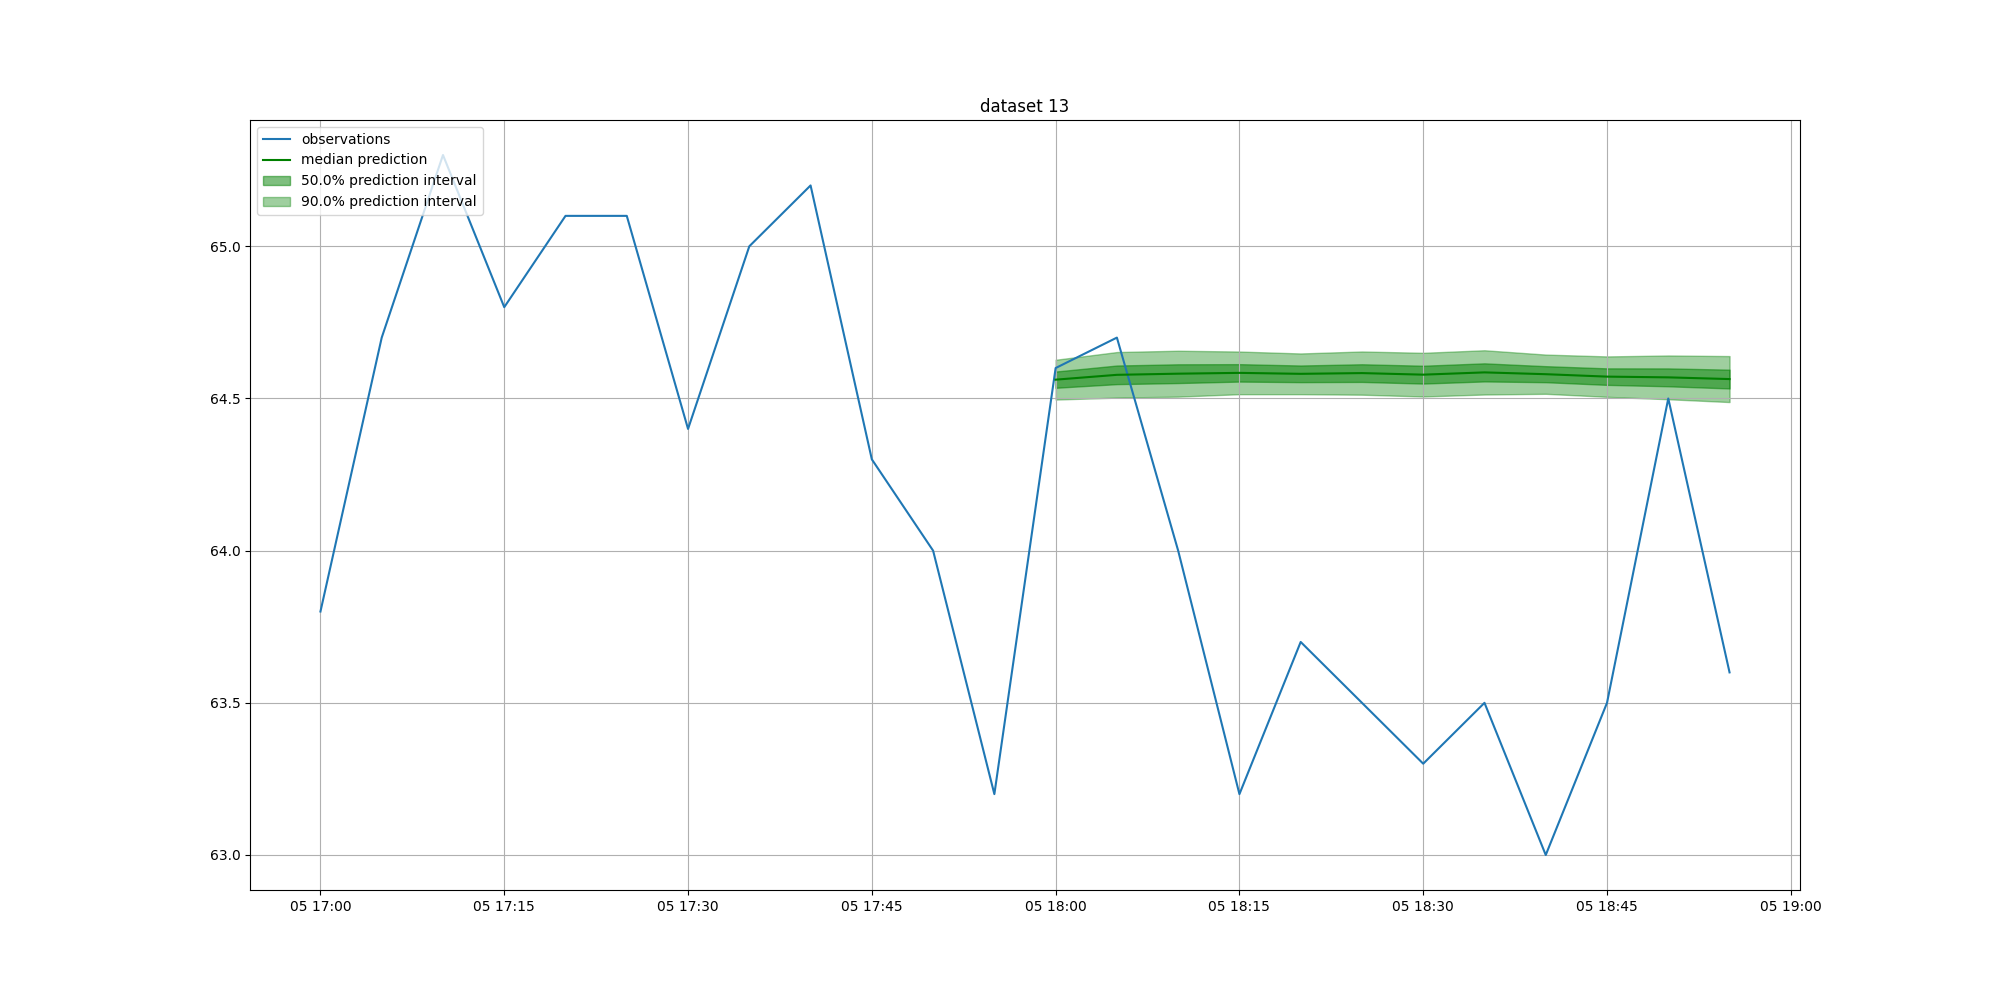 dataset 13
observations
median prediction
50.0% prediction interval
90.0% prediction interval
65.0
64.5
64.0
63.5
63.0
05 17:00 05 17:15 05 17:30 05 17:45 05 18:00 05 18:15 05 18:30 05 18:45 05 19:00